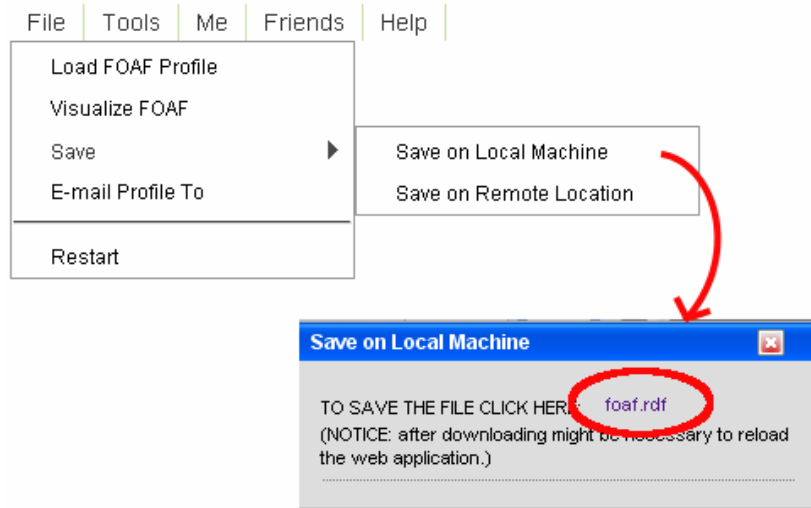 File Tools Me Friends Help
Load FOAF Profile
Visualize FOAF
Save
Save on Local Machine
E-mail Profile To
Save on Remote Location
Restart
Save on Local Machine
TO SAVE THE FILE CLICK HERE: foaf.rdf
(NOTICE: after downloading might be necessary to reload
the web application.)